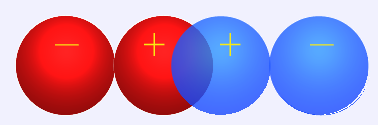 − + + −